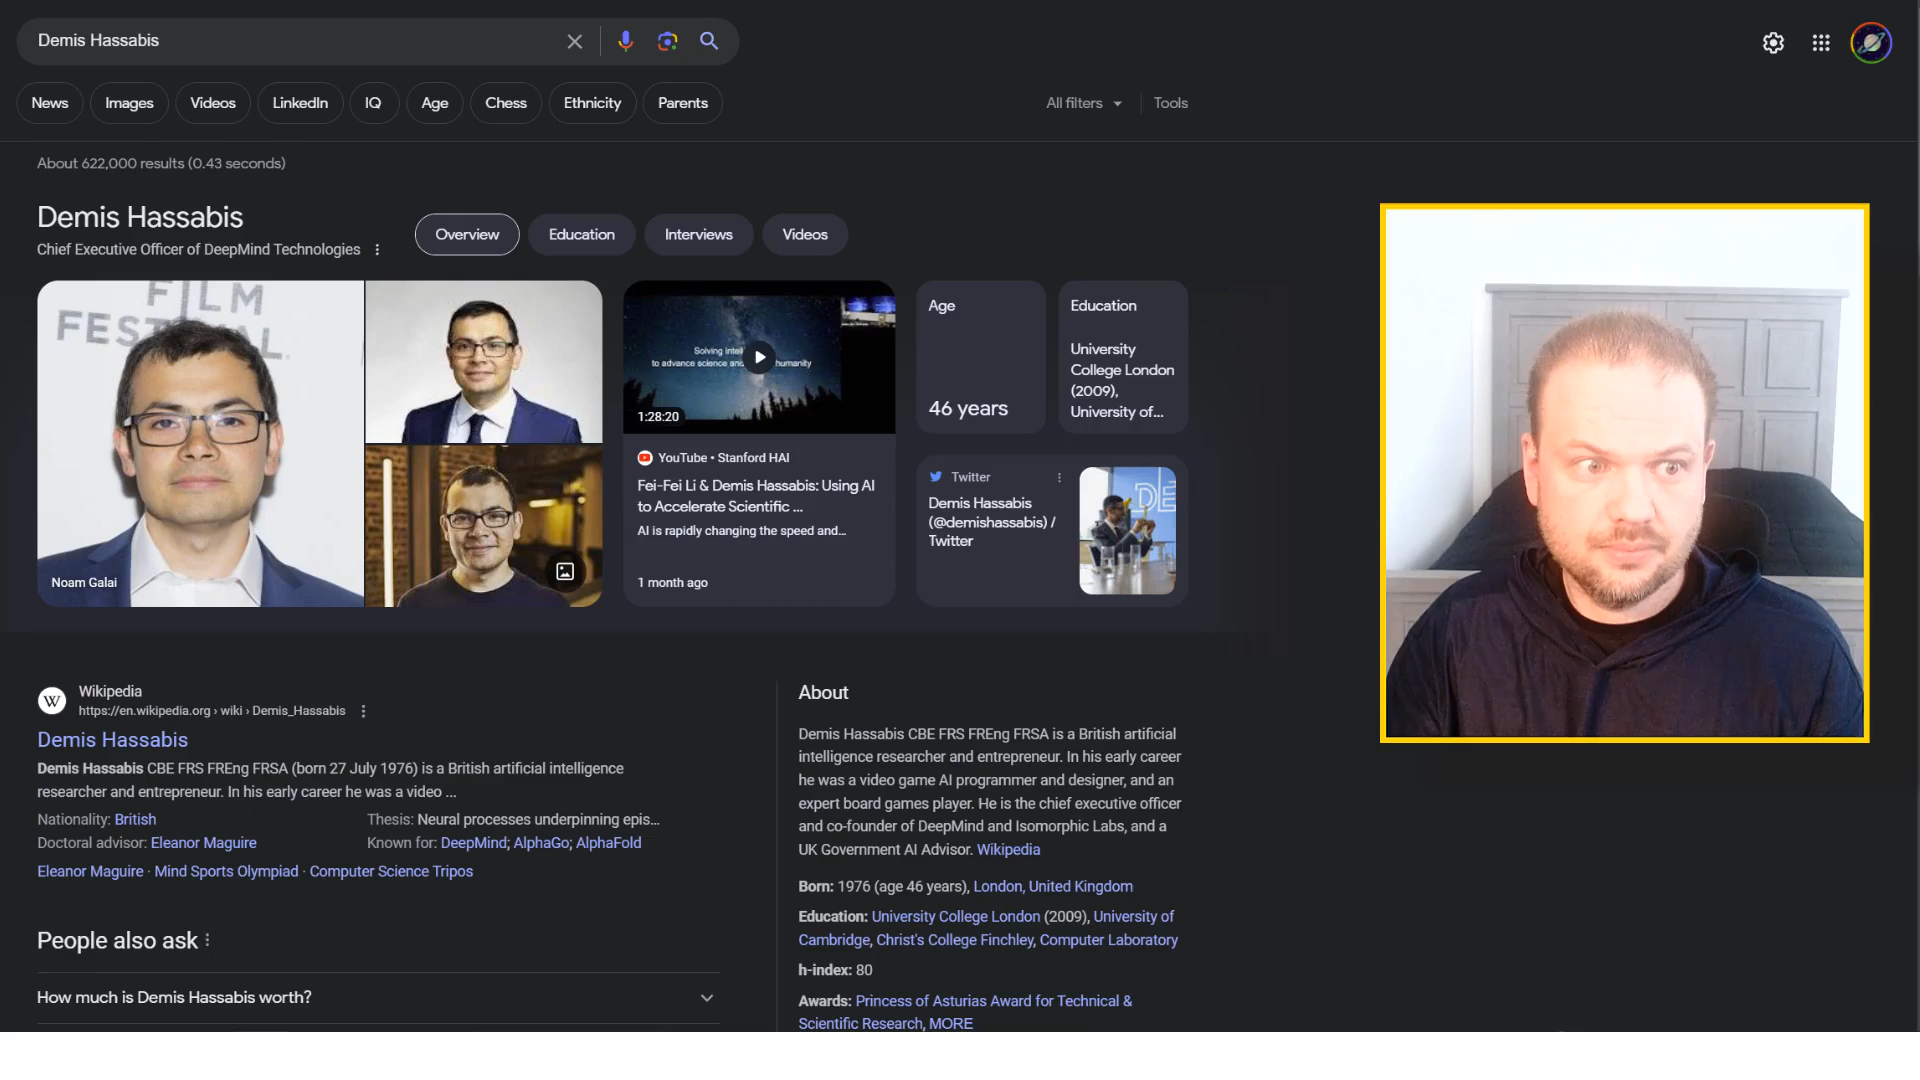 Demis Hassabis
News Images Videos LinkedIn IQ Age Chess Ethnicity Parents
All filters Tools
About 622,000 results (0.43 seconds)
Demis Hassabis
Chief Executive Officer of DeepMind Technologies
Overview Education Interviews Videos
FILM
FESTIVAL
Noam Galai
Solving intel
to advance science and humanity
1:28:20
YouTube • Stanford HAI
Fei-Fei Li & Demis Hassabis: Using AI
to Accelerate Scientific ...
AI is rapidly changing the speed and...
1 month ago
Age
46 years
Education
University
College London
(2009),
University of...
Twitter
Demis Hassabis
(@demishassabis) /
Twitter
DE
W
Wikipedia
https://en.wikipedia.org › wiki › Demis_Hassabis
Demis Hassabis
Demis Hassabis CBE FRS FREng FRSA (born 27 July 1976) is a British artificial intelligence
researcher and entrepreneur. In his early career he was a video ...
Nationality: British
Thesis: Neural processes underpinning epis...
Doctoral advisor: Eleanor Maguire
Known for: DeepMind; AlphaGo; AlphaFold
Eleanor Maguire · Mind Sports Olympiad · Computer Science Tripos
People also ask
How much is Demis Hassabis worth?
About
Demis Hassabis CBE FRS FREng FRSA is a British artificial
intelligence researcher and entrepreneur. In his early career
he was a video game AI programmer and designer, and an
expert board games player. He is the chief executive officer
and co-founder of DeepMind and Isomorphic Labs, and a
UK Government AI Advisor. Wikipedia
Born: 1976 (age 46 years), London, United Kingdom
Education: University College London (2009), University of
Cambridge, Christ's College Finchley, Computer Laboratory
h-index: 80
Awards: Princess of Asturias Award for Technical &
Scientific Research, MORE